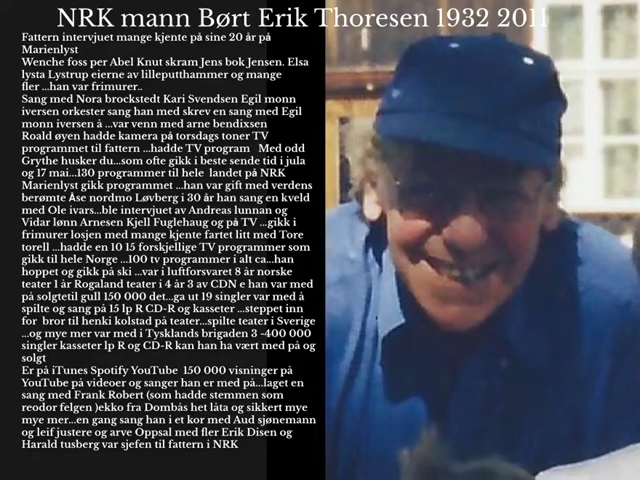 NRK mann Børt Erik Thoresen 1932 2011
Fattern intervjuet mange kjente på sine 20 år på
Marienlyst
Wenche foss per Abel Knut skram Jens bok Jensen. Elsa
lysta Lystrup eierne av lilleputthammer og mange
fler ...han var frimurer..
Sang med Nora brockstedt Kari Svendsen Egil monn
iversen orkester sang han med skrev en sang med Egil
monn iversen å ...var venn med arne bendixsen
Roald øyen hadde kamera på torsdags toner TV
programmet til fattern ...hadde TV program Med odd
Grythe husker du...som ofte gikk i beste sende tid i jula
og 17 mai...130 programmer til hele landet på NRK
Marienlyst gikk programmet ...han var gift med verdens
berømte Åse nordmo Løvberg i 30 år han sang en kveld
med Ole ivars...ble intervjuet av Andreas lunnan og
Vidar lønn Arnesen Kjell Fuglehaug og på TV ...gikk i
frimurer losjen med mange kjente fartet litt med Tore
torell ...hadde en 10 15 forskjellige TV programmer som
gikk til hele Norge ...100 tv programmer i alt ca...han
hoppet og gikk på ski ...var i luftforsvaret 8 år norske
teater 1 år Rogaland teater i 4 år 3 av CDN e han var med
på solgtetil gull 150 000 det...ga ut 19 singler var med å
spilte og sang på 15 lp R CD-R og kasseter ...steppet inn
for bror til henki kolstad på teater...spilte teater i Sverige
...og mye mer var med i Tysklands brigaden 3 -400 000
singler kasseter lp R og CD-R kan han ha vært med på og
solgt
Er på iTunes Spotify YouTube 150 000 visninger på
YouTube på videoer og sanger han er med på...laget en
sang med Frank Robert (som hadde stemmen som
reodor felgen )ekko fra Dombås het låta og sikkert mye
mye mer...en gang sang han i et kor med Aud sjønemann
og leif justere og arve Oppsal med fler Erik Disen og
Harald tusberg var sjefen til fattern i NRK